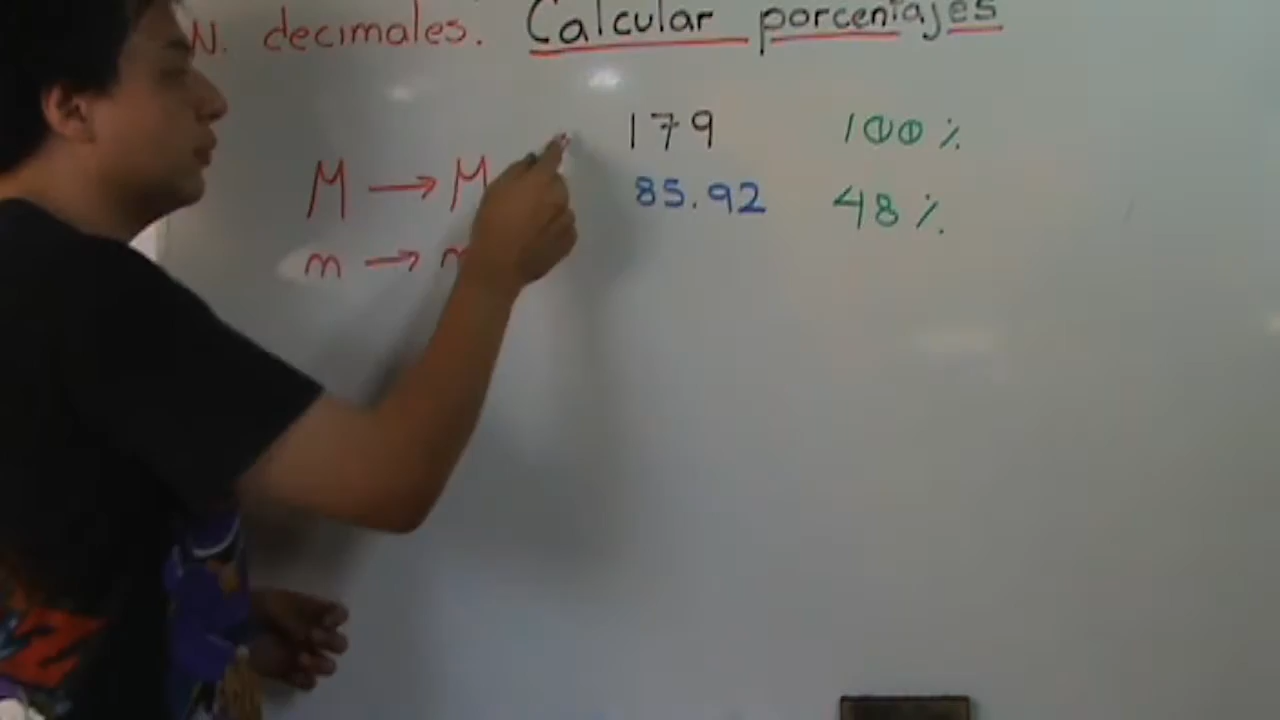 N. decimales. Calcular porcentajes
179 100%
M → M 85.92 48%
m → m